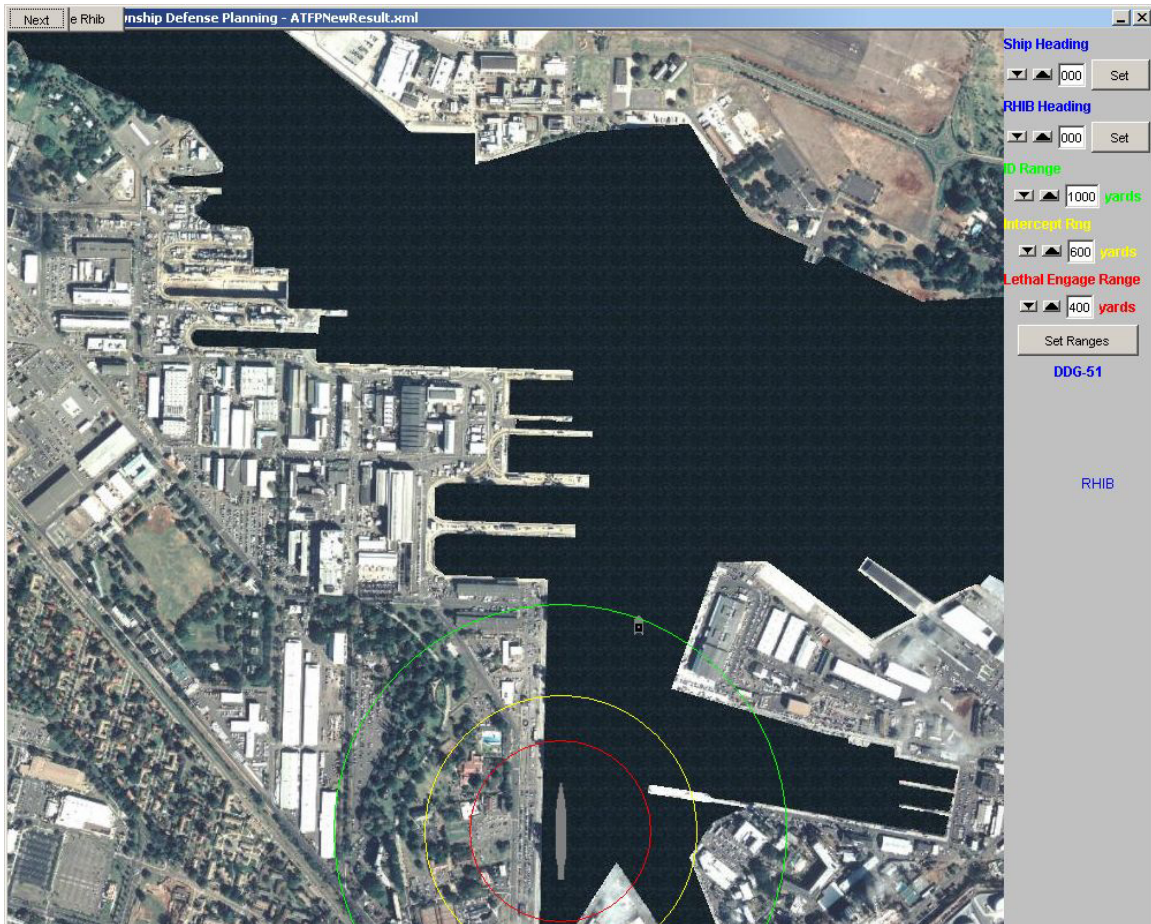 Next
e Rhib
nship Defense Planning - ATFPNewResult.xml
Ship Heading
000
Set
RHIB Heading
000
Set
ID Range
1000 yards
Intercept Rng
600 yards
Lethal Engage Range
400 yards
Set Ranges
DDG-51
RHIB